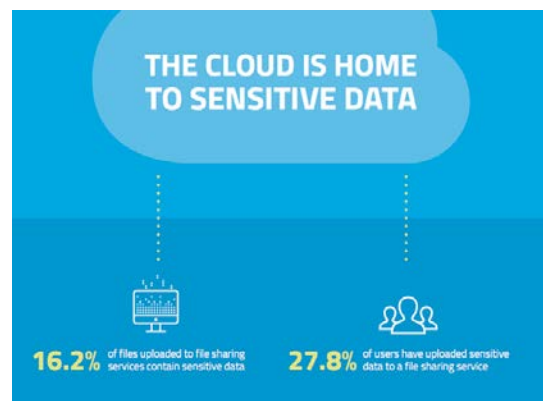 THE CLOUD IS HOME
TO SENSITIVE DATA
16.2% of files uploaded to file sharing
services contain sensitive data
27.8% of users have uploaded sensitive
data to a file sharing service